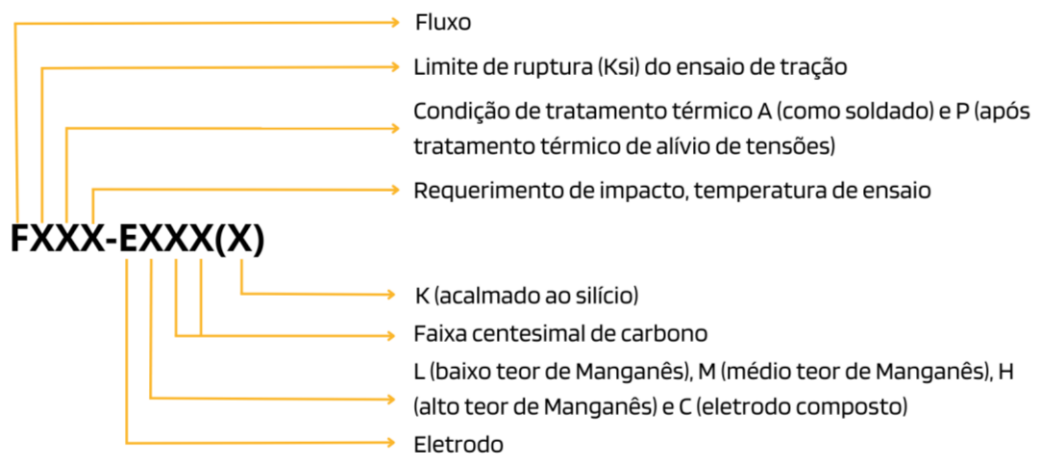 Fluxo
Limite de ruptura (Ksi) do ensaio de tração
Condição de tratamento térmico A (como soldado) e P (após
tratamento térmico de alívio de tensões)
Requerimento de impacto, temperatura de ensaio
FXXX-EXXX(X)
K (acalmado ao silício)
Faixa centesimal de carbono
L (baixo teor de Manganês), M (médio teor de Manganês), H
(alto teor de Manganês) e C (eletrodo composto)
Eletrodo